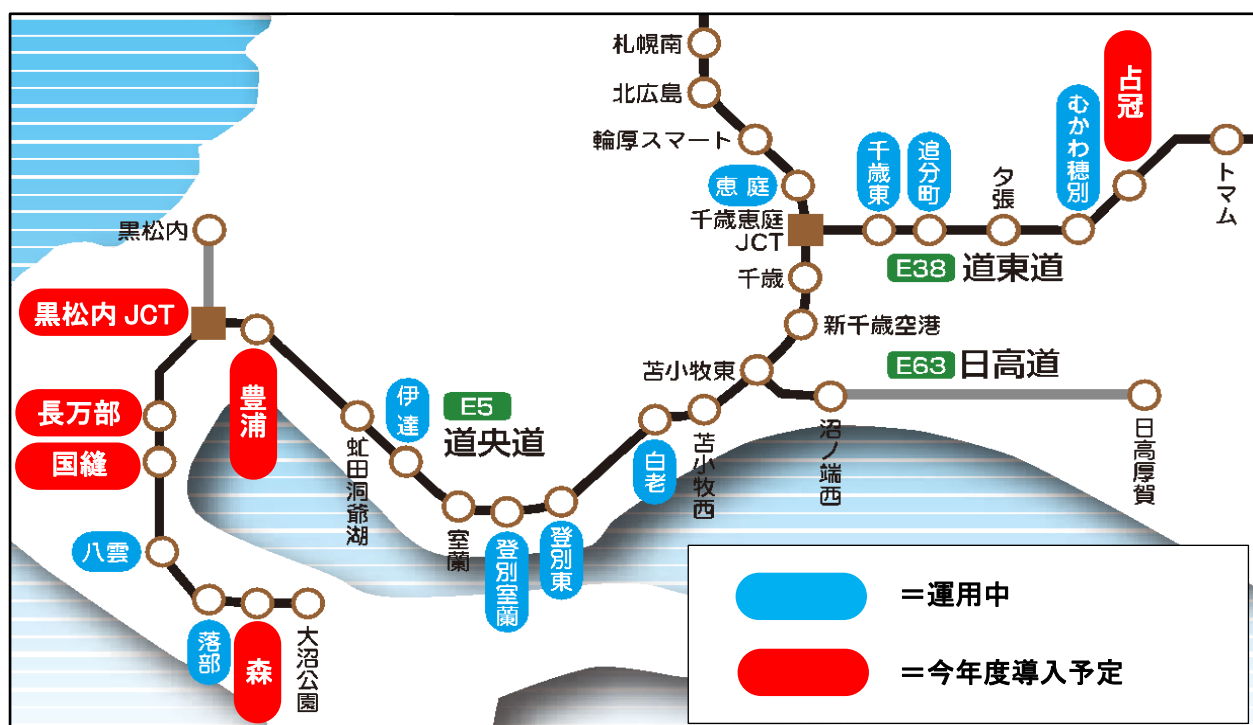 札幌南
北広島
輪厚スマート
恵庭
千歳恵庭
JCT
千歳
新千歳空港
千歳東
追分町
夕張
むかわ穂別
占冠
トマム
E38 道東道
黒松内
黒松内 JCT
豊浦
長万部
国縫
八雲
落部
森
大沼公園
虻田洞爺湖
伊達
E5
道央道
室蘭
登別室蘭
登別東
白老
苫小牧西
苫小牧東
E63 日高道
沼ノ端西
日高厚賀
=運用中
=今年度導入予定